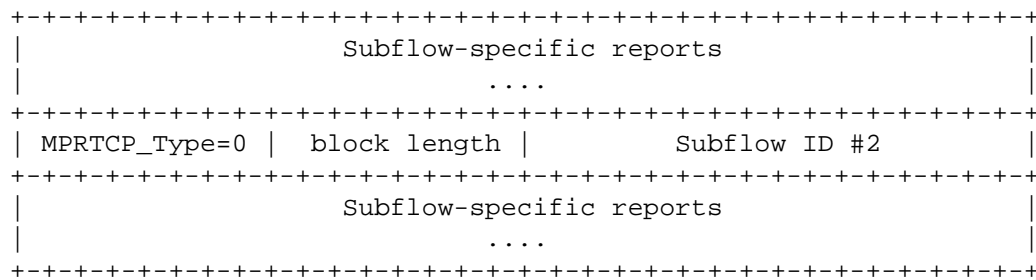 +-+-+-+-+-+-+-+-+-+-+-+-+-+-+-+-+-+-+-+-+-+-+-+-+-+-+-+-+-+-+-+-+
|                  Subflow-specific reports                     |
|                            ....                               |
+-+-+-+-+-+-+-+-+-+-+-+-+-+-+-+-+-+-+-+-+-+-+-+-+-+-+-+-+-+-+-+-+
| MPRTCP_Type=0 |  block length |         Subflow ID #2         |
+-+-+-+-+-+-+-+-+-+-+-+-+-+-+-+-+-+-+-+-+-+-+-+-+-+-+-+-+-+-+-+-+
|                  Subflow-specific reports                     |
|                            ....                               |
+-+-+-+-+-+-+-+-+-+-+-+-+-+-+-+-+-+-+-+-+-+-+-+-+-+-+-+-+-+-+-+-+